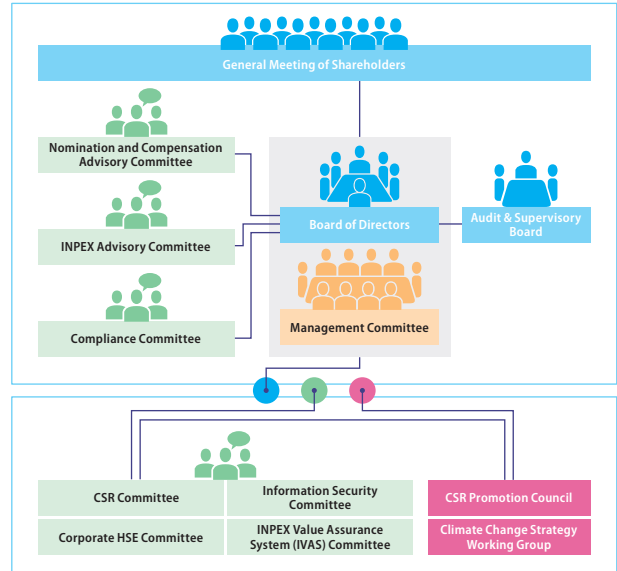 General Meeting of Shareholders
Nomination and Compensation
Advisory Committee
Board of Directors
Audit & Supervisory
Board
INPEX Advisory Committee
Management Committee
Compliance Committee
CSR Committee
Information Security
Committee
CSR Promotion Council
Corporate HSE Committee
INPEX Value Assurance
System (IVAS) Committee
Climate Change Strategy
Working Group